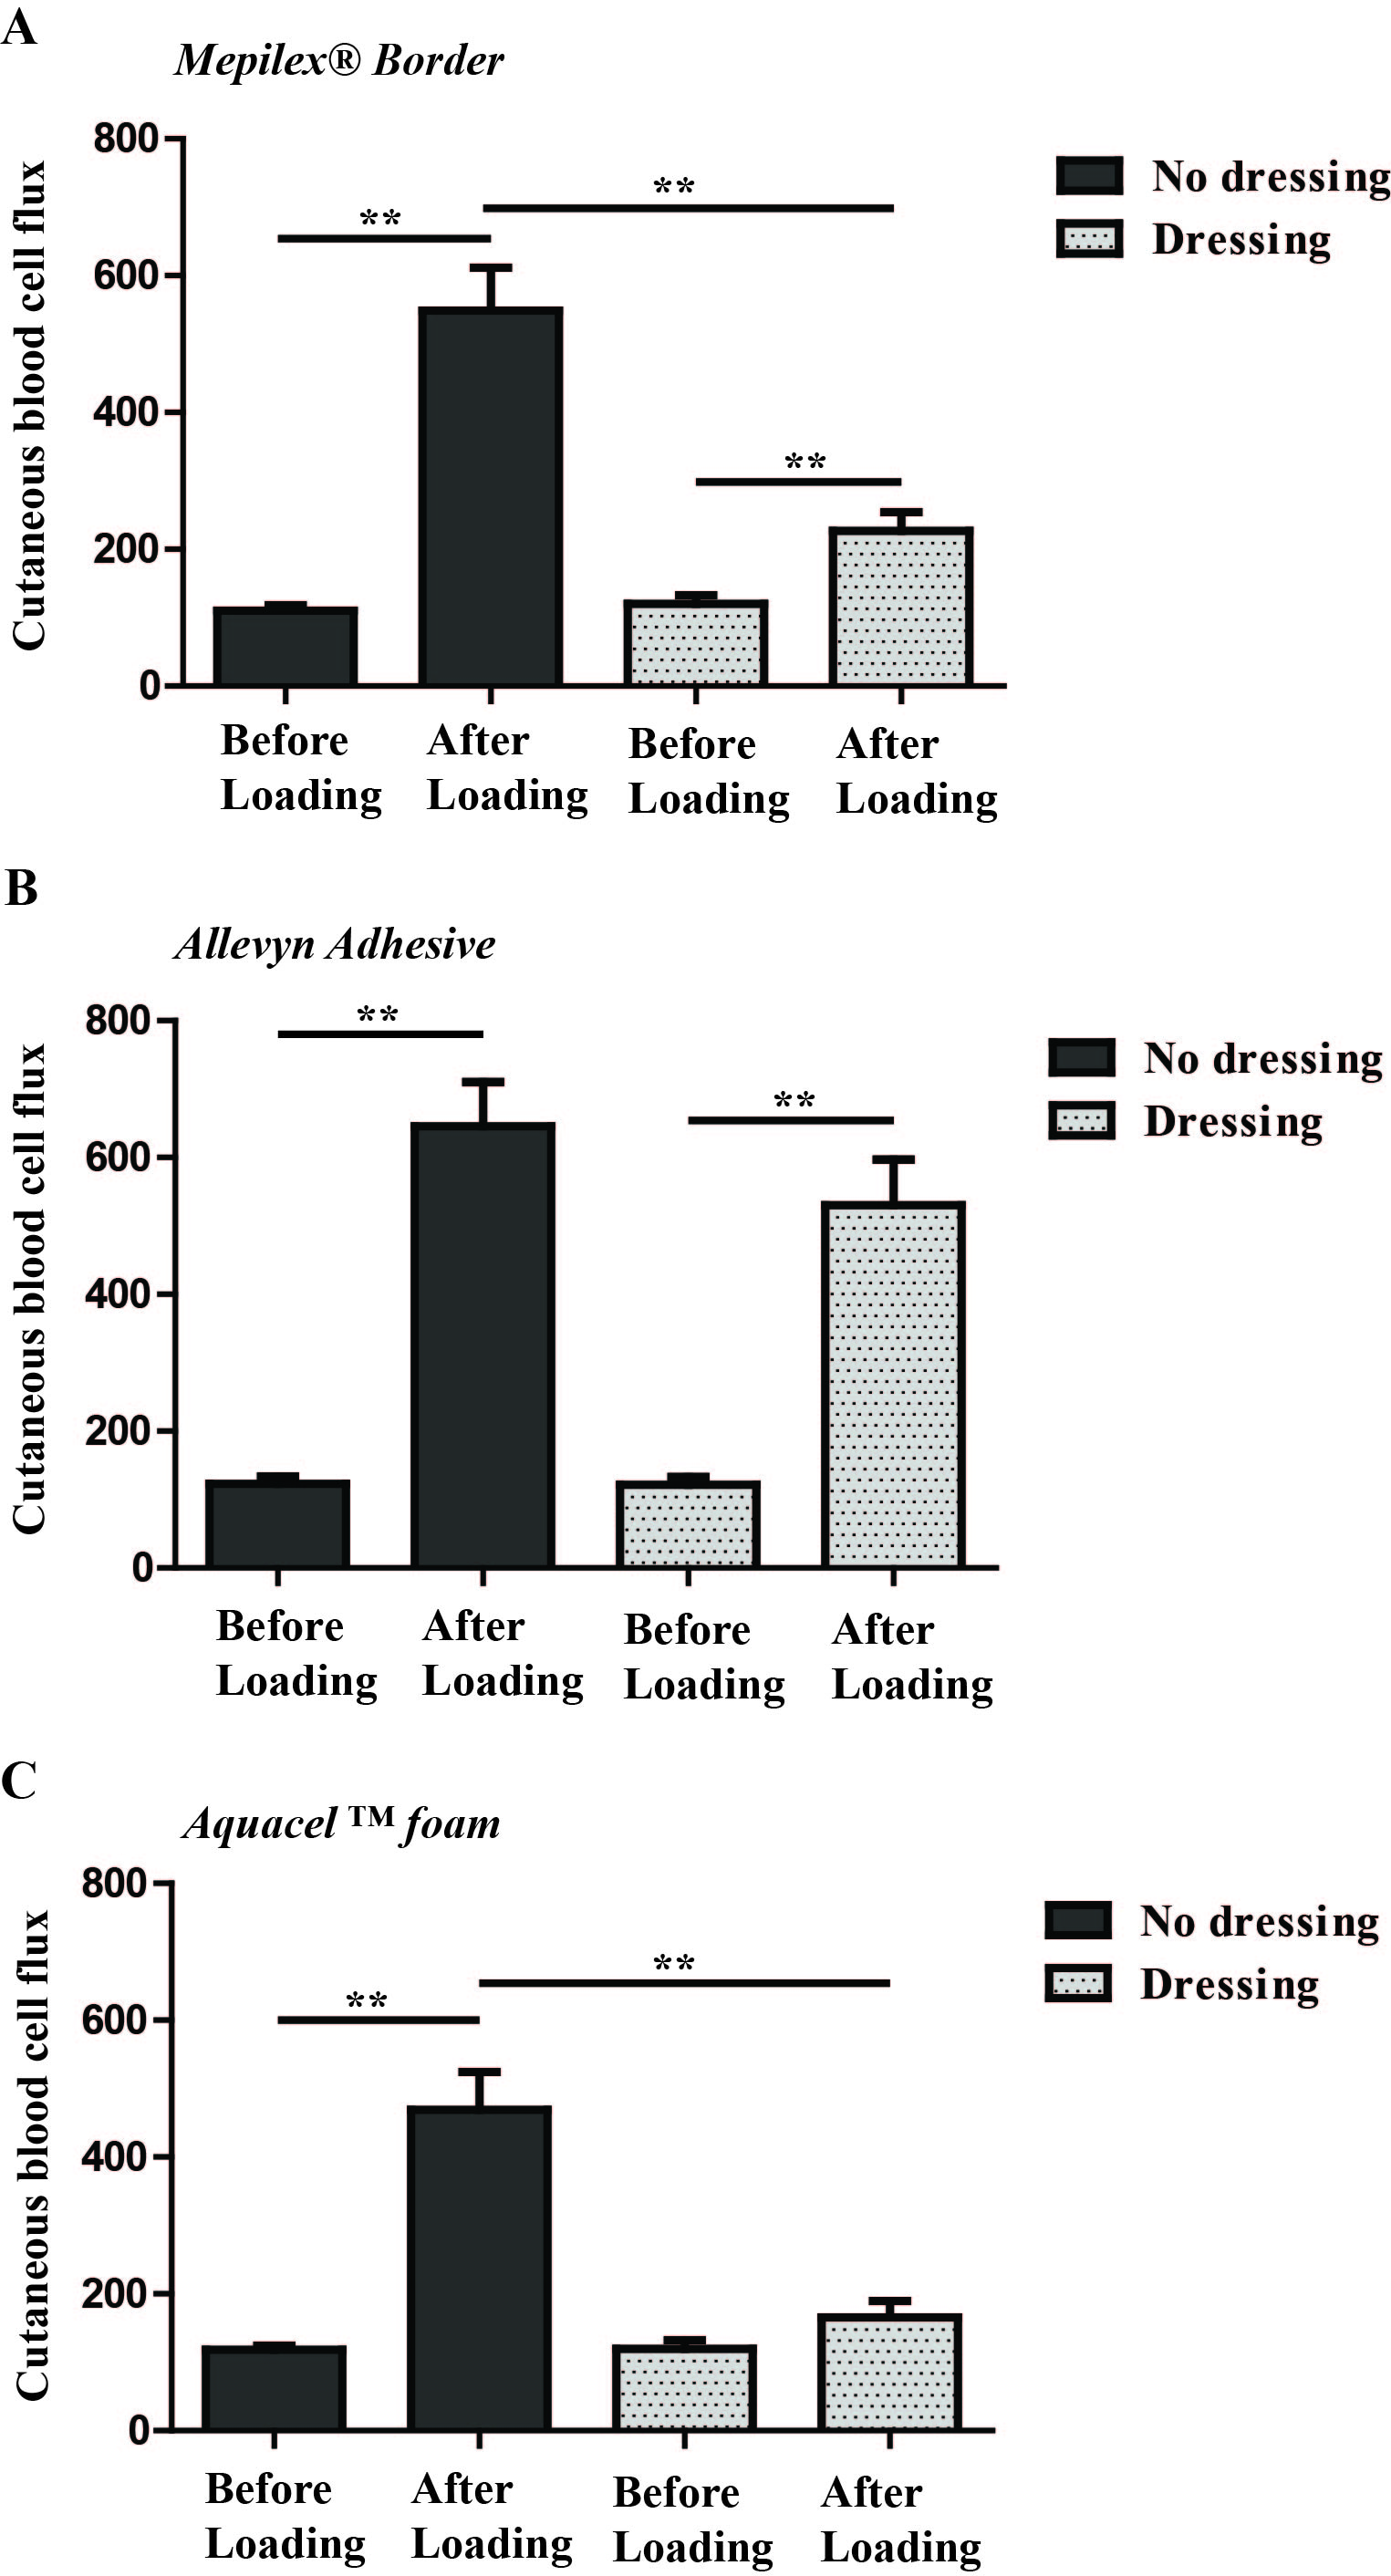 A
Mepilex® Border
Cutaneous blood cell flux
800
600
400
200
0
**
**
**
No dressing
Dressing
Before Loading
After Loading
Before Loading
After Loading
B
Allevyn Adhesive
Cutaneous blood cell flux
800
600
400
200
0
**
**
No dressing
Dressing
Before Loading
After Loading
Before Loading
After Loading
C
Aquacel ™ foam
Cutaneous blood cell flux
800
600
400
200
0
**
**
No dressing
Dressing
Before Loading
After Loading
Before Loading
After Loading